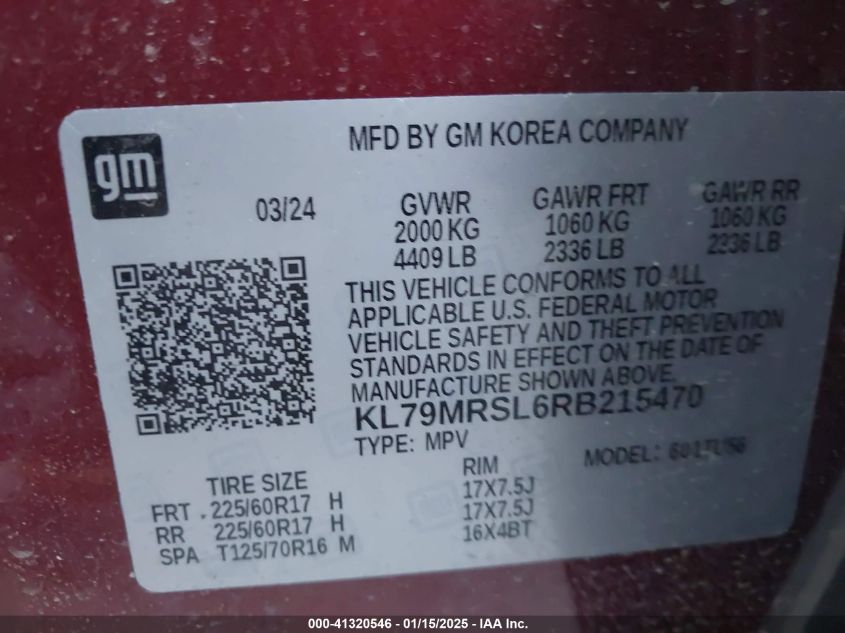 gm
MFD BY GM KOREA COMPANY
03/24
GVWR GAWR FRT GAWR RR
2000 KG 1060 KG 1060 KG
4409 LB 2336 LB 2336 LB
THIS VEHICLE CONFORMS TO ALL
APPLICABLE U.S. FEDERAL MOTOR
VEHICLE SAFETY AND THEFT PREVENTION
STANDARDS IN EFFECT ON THE DATE OF
MANUFACTURE SHOWN ABOVE.
KL79MRSL6RB215470
TYPE: MPV MODEL:
TIRE SIZE RIM
FRT . 225/60R17 H 17X7.5J
RR 225/60R17 H 17X7.5J
SPA T125/70R16 M 16X4BT
000-41320546 - 01/15/2025 - IAA Inc.